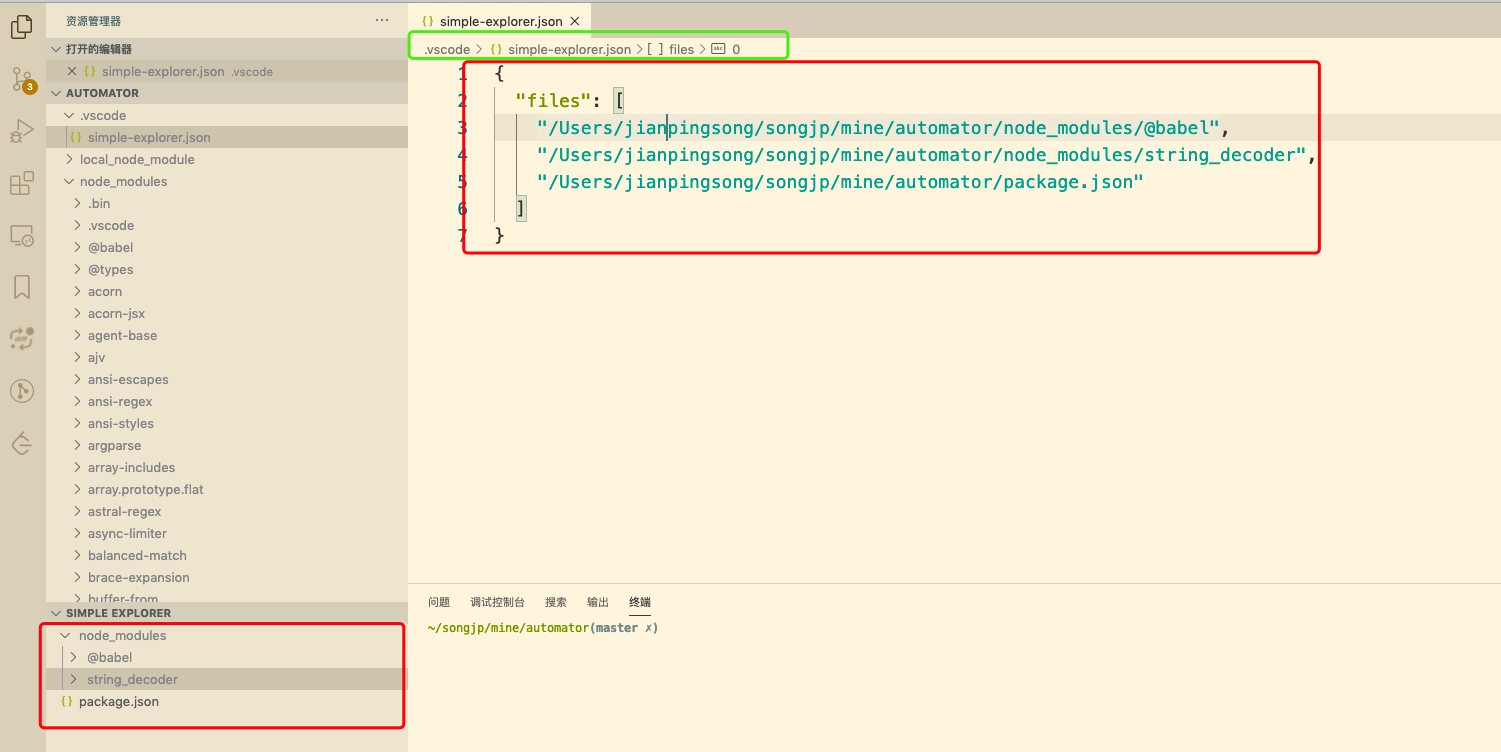 资源管理器
···
打开的编辑器
simple-explorer.json .vscode
3
AUTOMATOR
.vscode
{} simple-explorer.json
local_node_module
node_modules
.bin
.vscode
@babel
@types
acorn
acorn-jsx
agent-base
ajv
ansi-escapes
ansi-regex
ansi-styles
argparse
array-includes
array.prototype.flat
astral-regex
async-limiter
balanced-match
brace-expansion
buffer-from
SIMPLE EXPLORER
node_modules
@babel
string_decoder
{} package.json
{} simple-explorer.json
.vscode > {} simple-explorer.json > [ ] files > abc 0
1 {
2 "files": [
3 "/Users/jianpingsong/songjp/mine/automator/node_modules/@babel",
4 "/Users/jianpingsong/songjp/mine/automator/node_modules/string_decoder",
5 "/Users/jianpingsong/songjp/mine/automator/package.json"
6 ]
7 }
问题 调试控制台 搜索 输出 终端
~/songjp/mine/automator(master ✗)